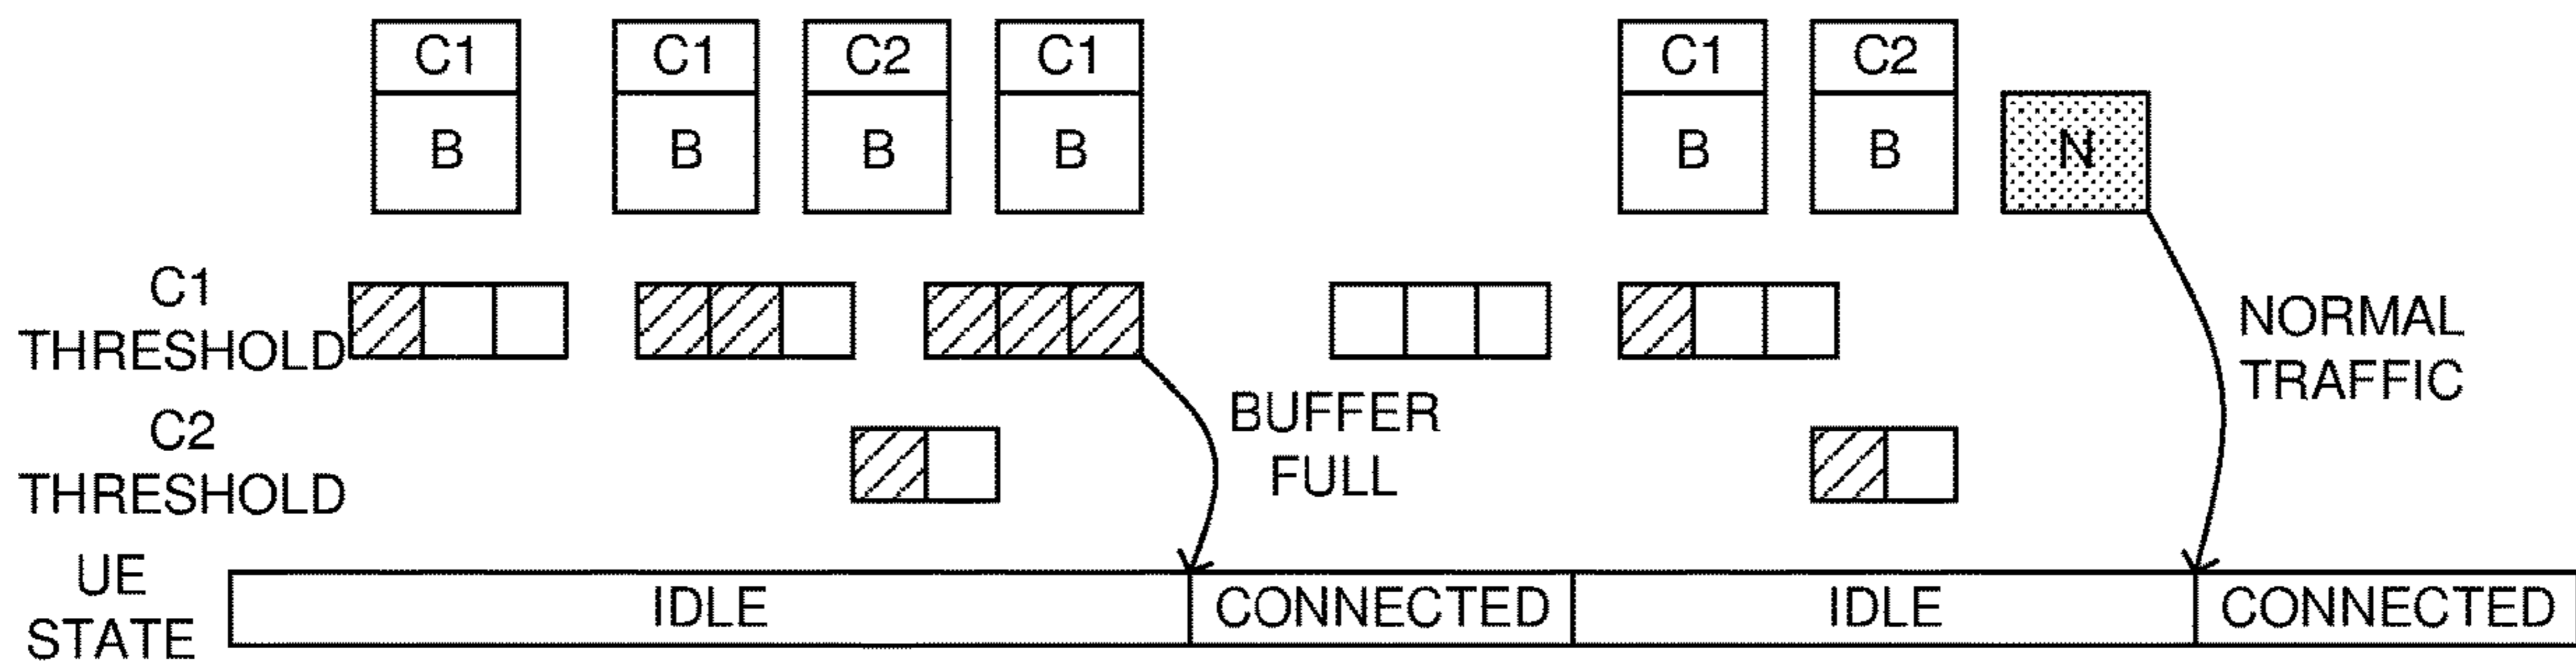 C1 C1 C2 C1 C1 C2
B B B B B B N
C1
THRESHOLD
NORMAL
TRAFFIC
BUFFER
FULL
C2
THRESHOLD
UE
STATE
IDLE CONNECTED IDLE CONNECTED